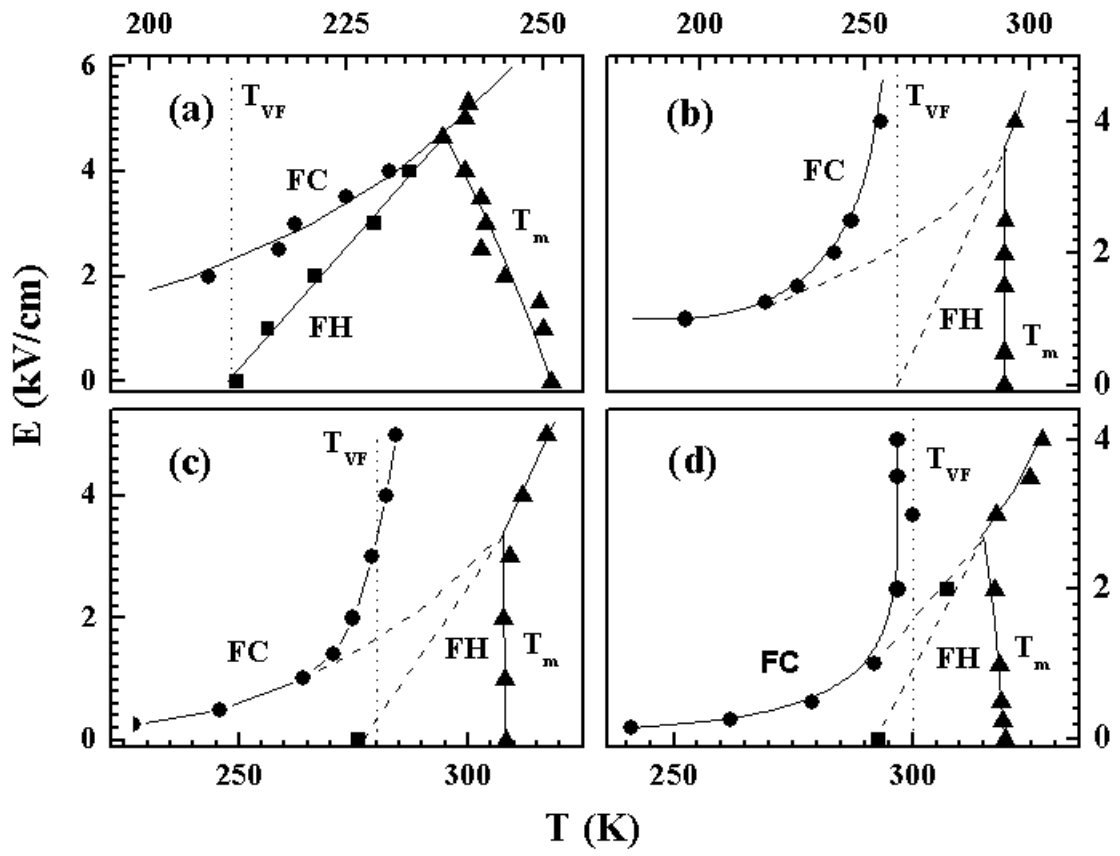 200 225 250 200 250 300
6
(a) T_VF
(b) T_VF
4 4
FC FC
T_m
2 2
FH FH
T_m
0 0
E (kV/cm)
(c) T_VF
(d) T_VF
4 4
2 2
FC FH T_m
FC FH T_m
0 0
250 300 250 300
T (K)